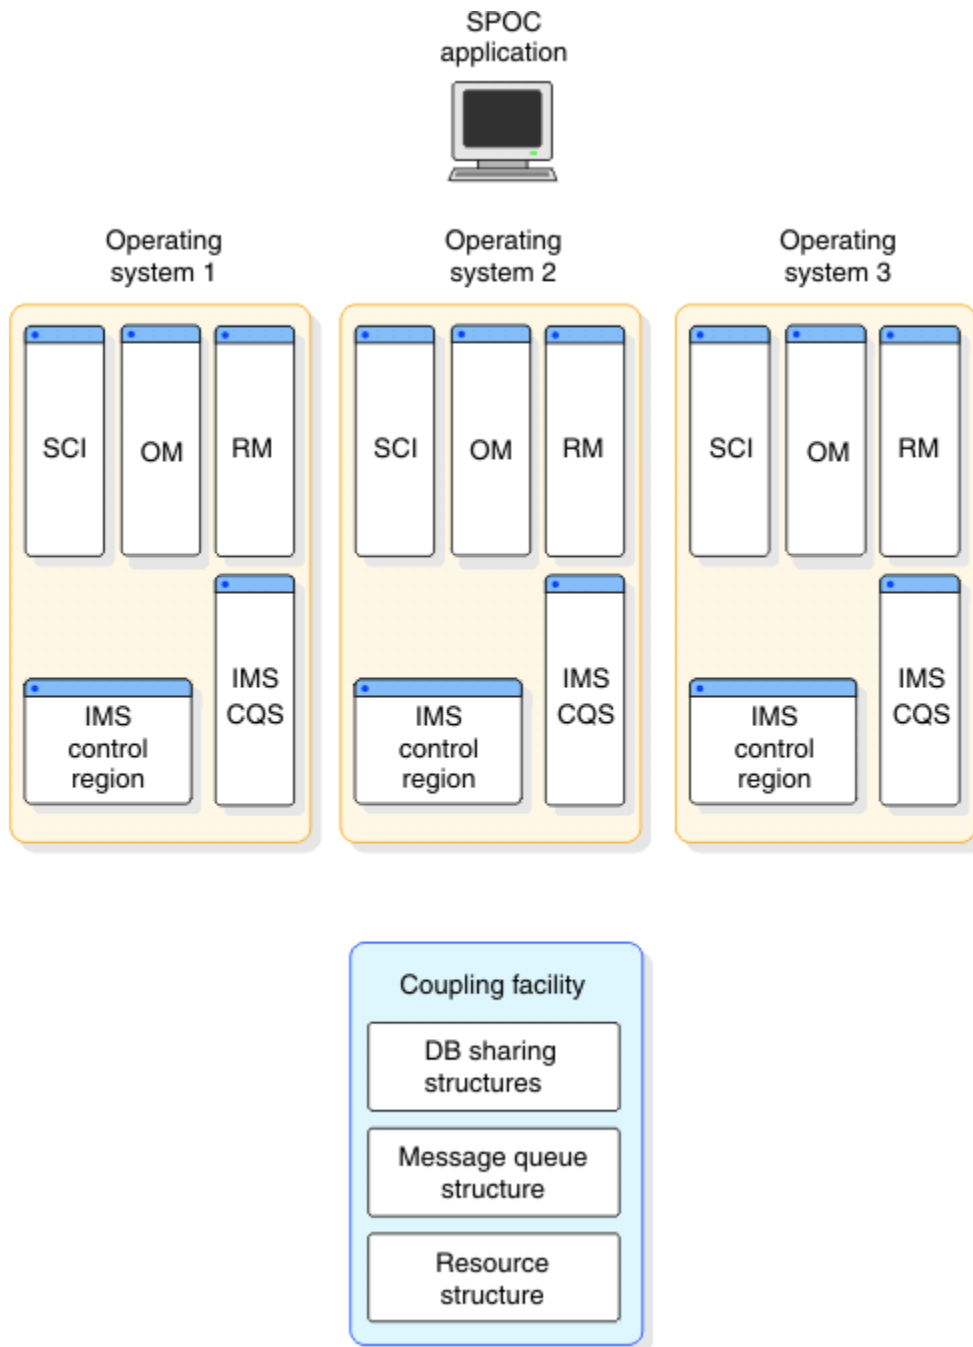 SPOC
application
Operating
system 1
Operating
system 2
Operating
system 3
SCI
OM
RM
IMS
control
region
IMS
CQS
SCI
OM
RM
IMS
control
region
IMS
CQS
SCI
OM
RM
IMS
control
region
IMS
CQS
Coupling facility
DB sharing
structures
Message queue
structure
Resource
structure